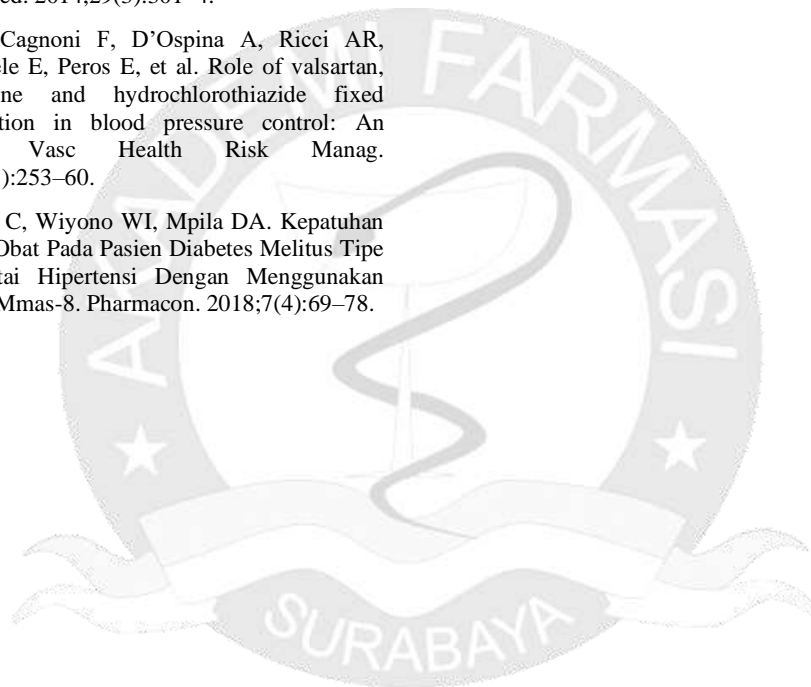 ed. 2014;29(3):301–4.
Cagnoni F, D’Ospina A, Ricci AR,
ele E, Peros E, et al. Role of valsartan,
ne and hydrochlorothiazide fixed
tion in blood pressure control: An
Vasc Health Risk Manag.
):253–60.
C, Wiyono WI, Mpila DA. Kepatuhan
Obat Pada Pasien Diabetes Melitus Tipe
tai Hipertensi Dengan Menggunakan
Mmas-8. Pharmacon. 2018;7(4):69–78.
AKADEMI FARMASI
SURABAYA